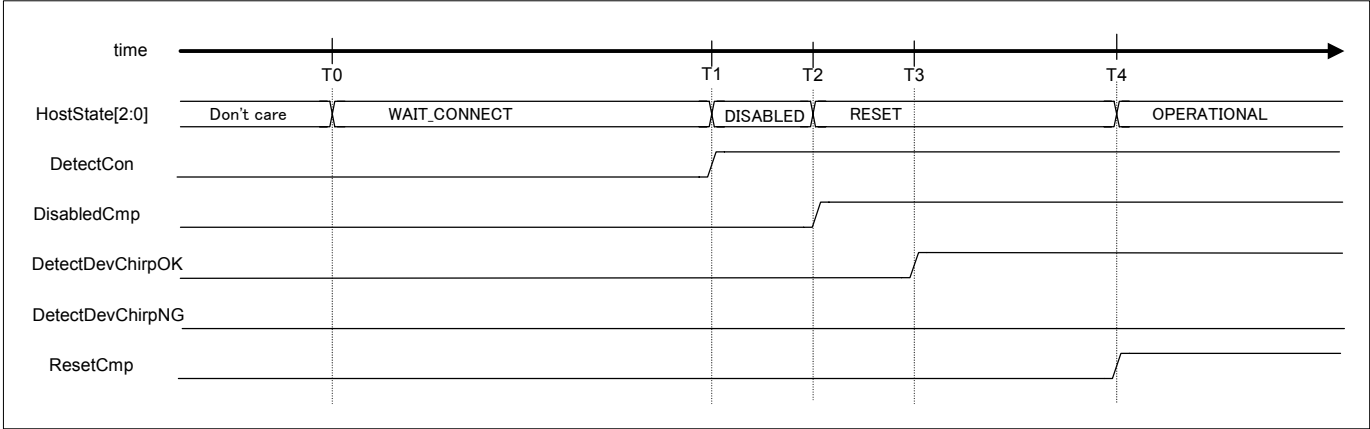 time
T0 T1 T2 T3 T4
HostState[2:0] Don't care WAIT_CONNECT DISABLED RESET OPERATIONAL
DetectCon
DisabledCmp
DetectDevChirpOK
DetectDevChirpNG
ResetCmp